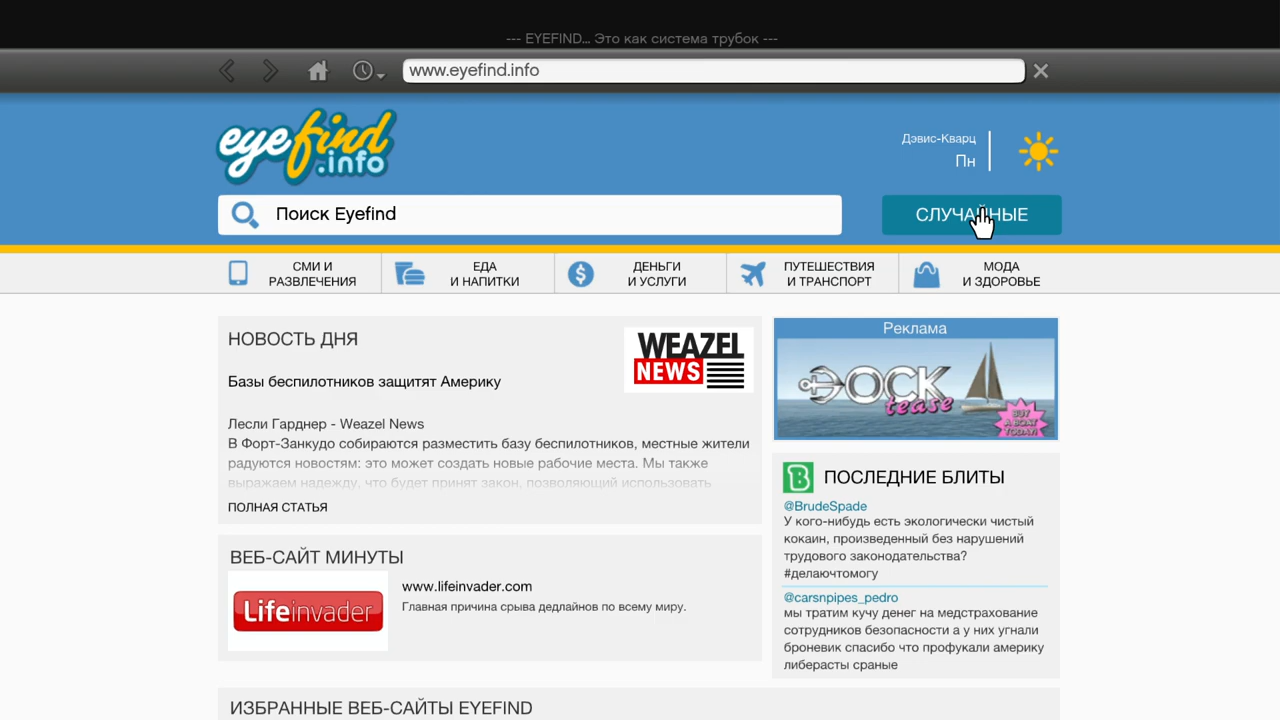 --- EYEFIND... Это как система трубок ---
www.eyefind.info
eyefind
.info
Дэвис-Кварц
Пн
Поиск Eyefind
СЛУЧАЙНЫЕ
СМИ И
РАЗВЛЕЧЕНИЯ
ЕДА
И НАПИТКИ
ДЕНЬГИ
И УСЛУГИ
ПУТЕШЕСТВИЯ
И ТРАНСПОРТ
МОДА
И ЗДОРОВЬЕ
НОВОСТЬ ДНЯ
WEAZEL
NEWS
Базы беспилотников защитят Америку
Лесли Гарднер - Weazel News
В Форт-Занкудо собираются разместить базу беспилотников, местные жители
радуются новостям: это может создать новые рабочие места. Мы также
выражаем надежду, что будет принят закон, позволяющий использовать
ПОЛНАЯ СТАТЬЯ
ВЕБ-САЙТ МИНУТЫ
Lifeinvader
www.lifeinvader.com
Главная причина срыва дедлайнов по всему миру.
Реклама
DOCK
tease
BUY
A BOAT
TODAY!
ПОСЛЕДНИЕ БЛИТЫ
@BrudeSpade
У кого-нибудь есть экологически чистый
кокаин, произведенный без нарушений
трудового законодательства?
#делаючтомогу
@carsnpipes_pedro
мы тратим кучу денег на медстрахование
сотрудников безопасности а у них угнали
броневик спасибо что профукали америку
либерасты сраные
ИЗБРАННЫЕ ВЕБ-САЙТЫ EYEFIND